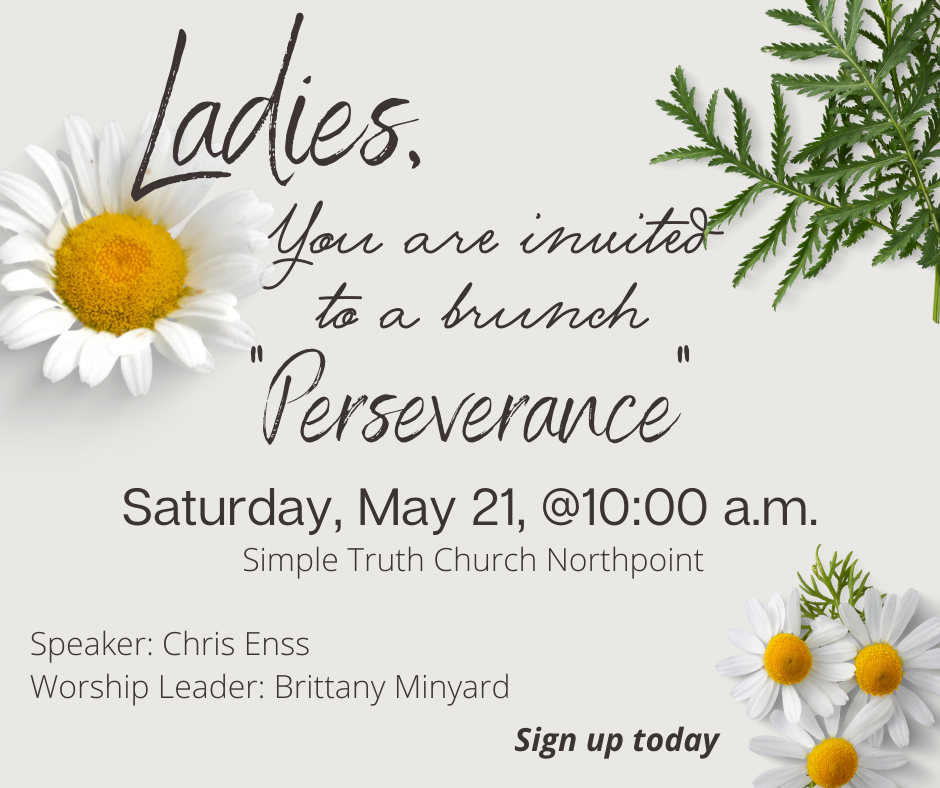 Ladies,
You are invited
to a brunch
"Perseverance"
Saturday, May 21, @10:00 a.m.
Simple Truth Church Northpoint
Speaker: Chris Enss
Worship Leader: Brittany Minyard
Sign up today